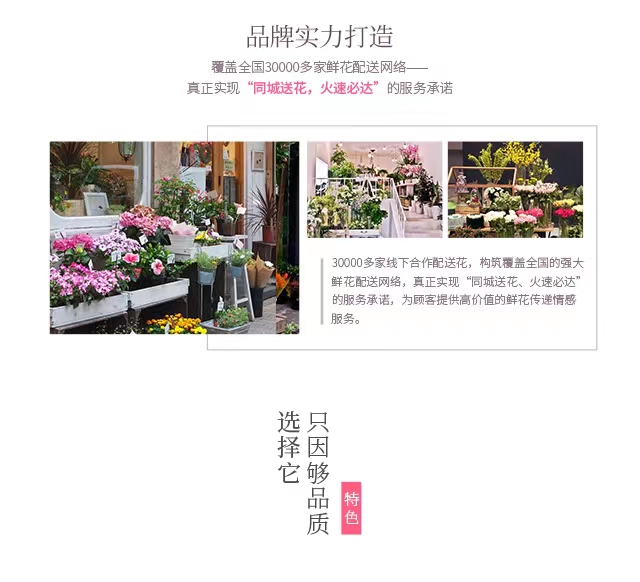 品牌实力打造
覆盖全国30000多家鲜花配送网络——
真正实现“同城送花，火速必达”的服务承诺
30000多家线下合作配送花，构筑覆盖全国的强大
鲜花配送网络，真正实现“同城送花、火速必达”
的服务承诺，为顾客提供高价值的鲜花传递情感
服务。
只因够品质
选择它
特色